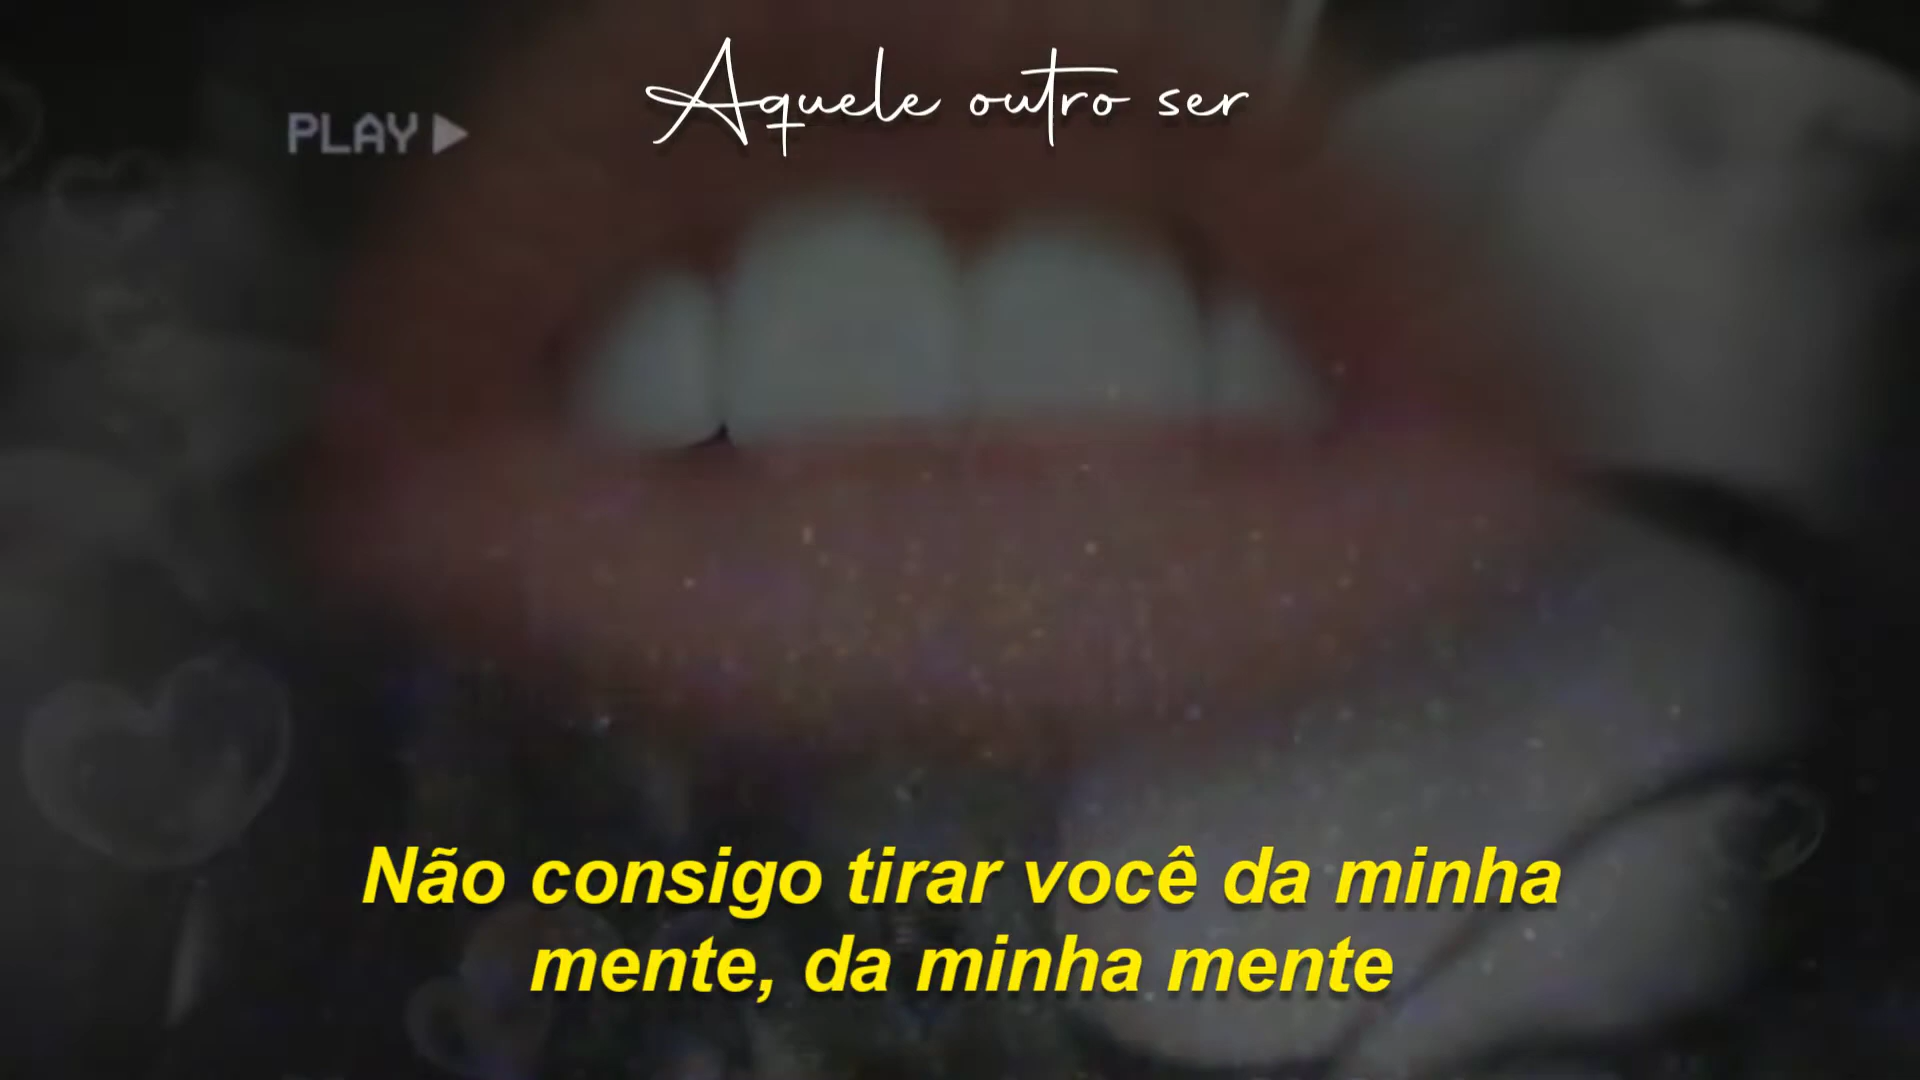 Aquele outro ser
PLAY
Não consigo tirar você da minha
mente, da minha mente